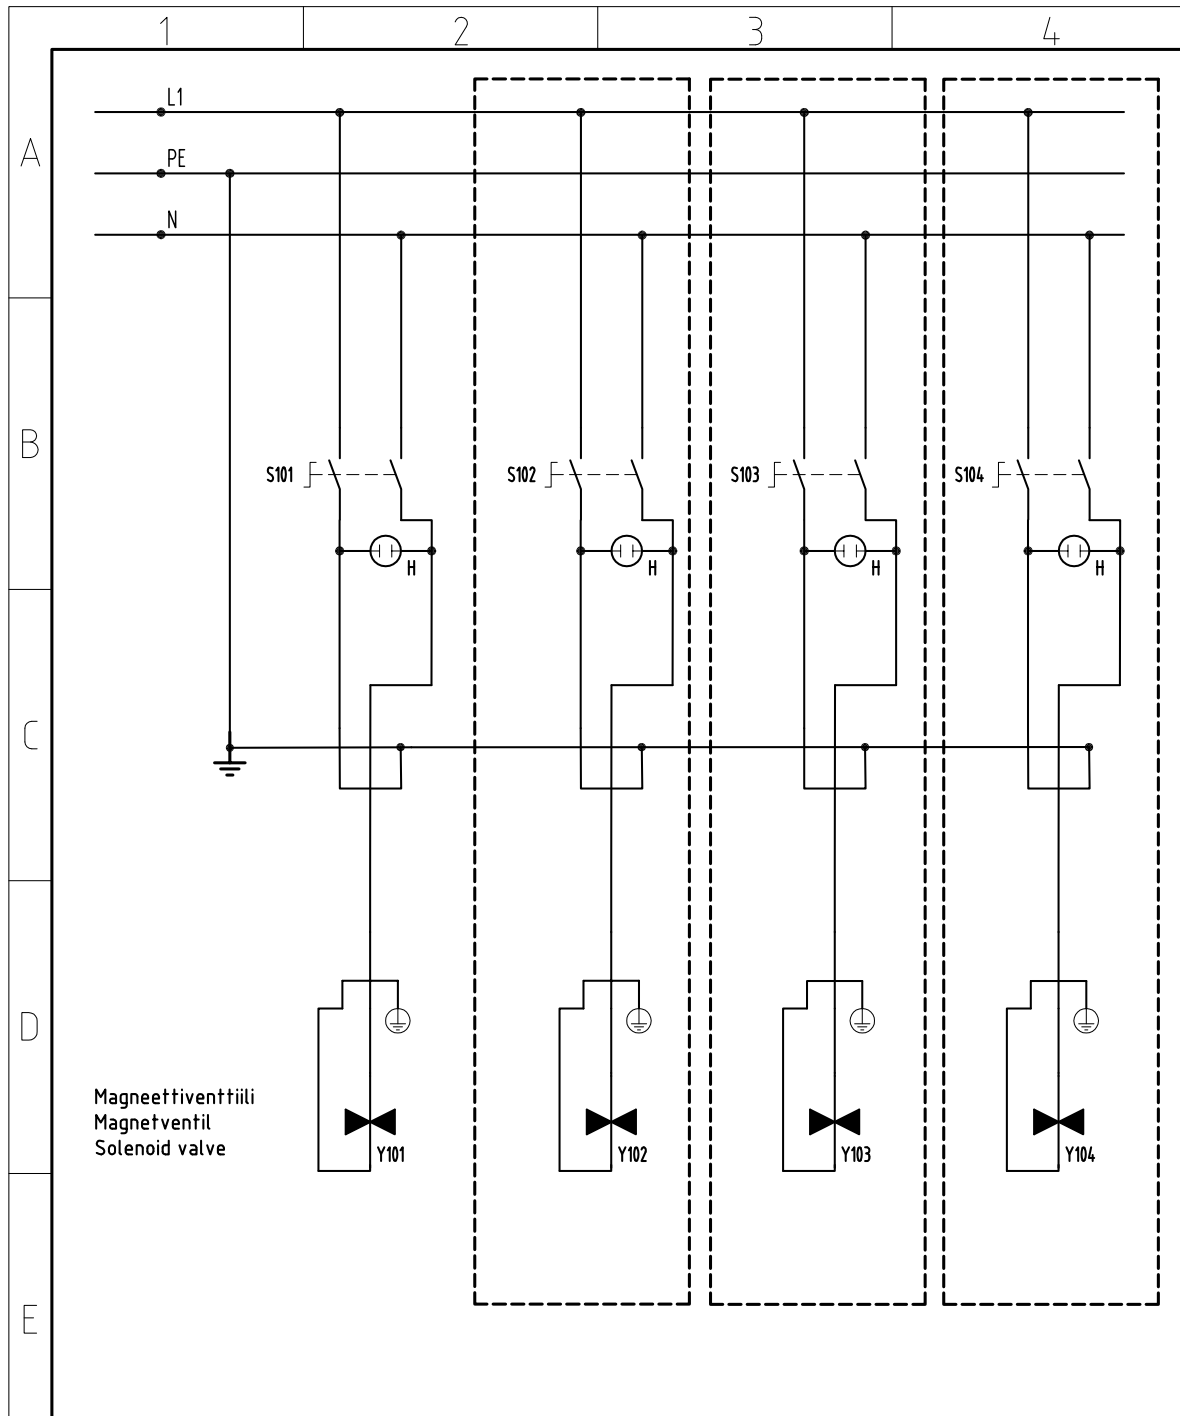 1 2 3 4
A
L1
PE
N
B
S101 S102 S103 S104
H H H H
C
D
Magneettiventtiili
Magnetventil
Solenoid valve
Y101 Y102 Y103 Y104
E